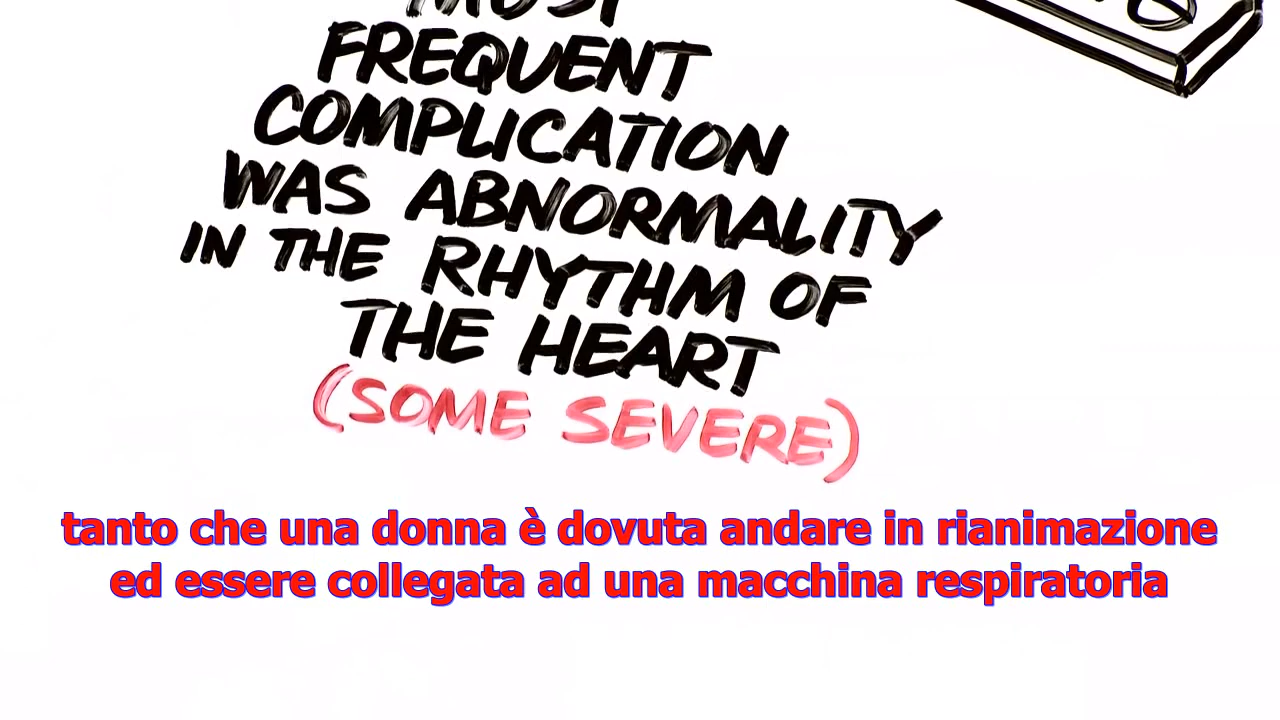 MOST
FREQUENT
COMPLICATION
WAS ABNORMALITY
IN THE RHYTHM OF
THE HEART
(SOME SEVERE)
tanto che una donna è dovuta andare in rianimazione
ed essere collegata ad una macchina respiratoria